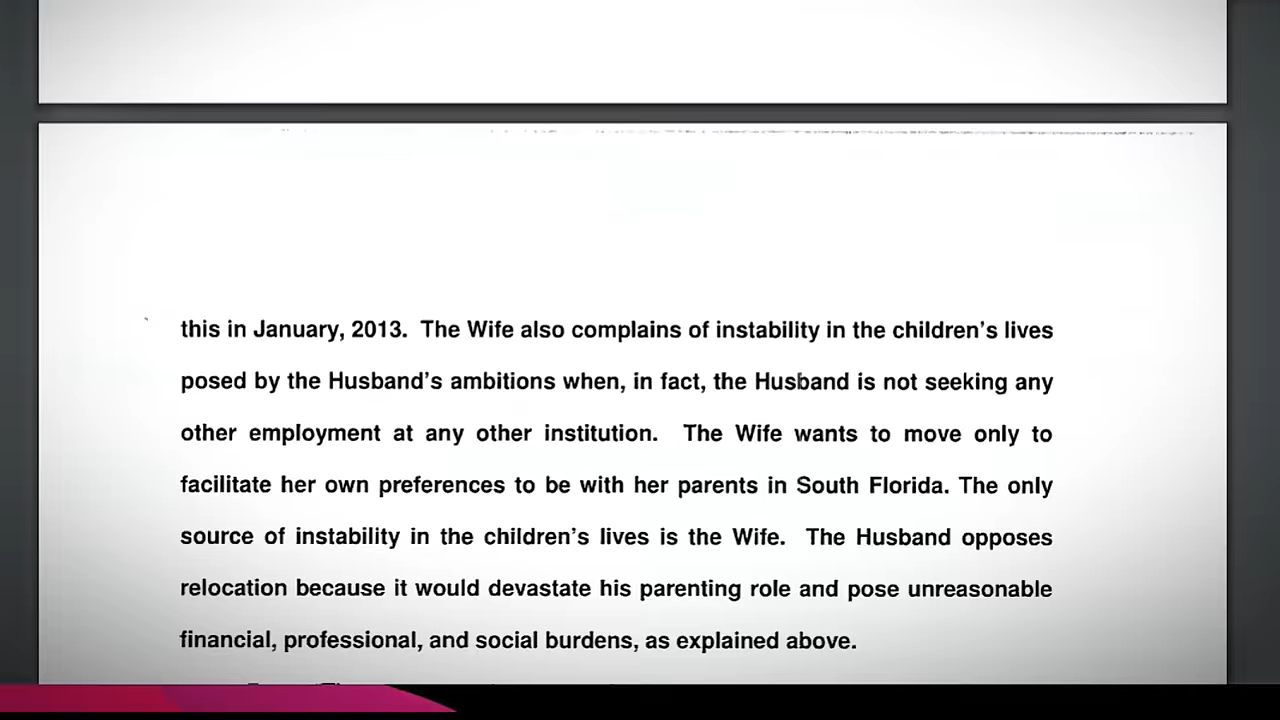 this in January, 2013. The Wife also complains of instability in the children's lives
posed by the Husband's ambitions when, in fact, the Husband is not seeking any
other employment at any other institution. The Wife wants to move only to
facilitate her own preferences to be with her parents in South Florida. The only
source of instability in the children's lives is the Wife. The Husband opposes
relocation because it would devastate his parenting role and pose unreasonable
financial, professional, and social burdens, as explained above.